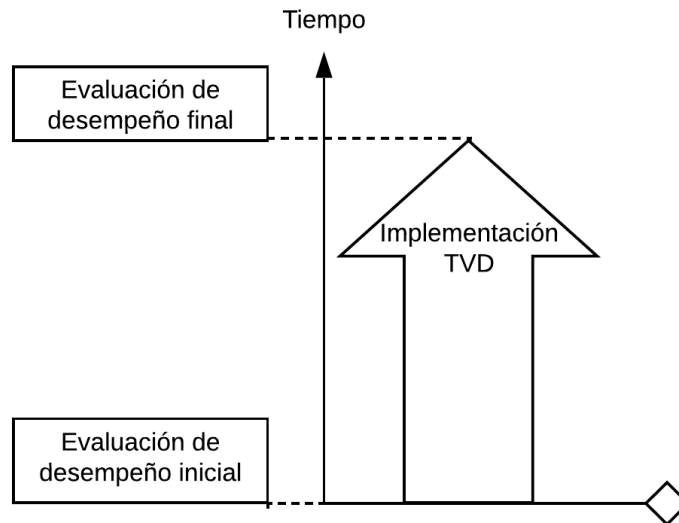 Tiempo
Evaluación de
desempeño final
Implementación
TVD
Evaluación de
desempeño inicial